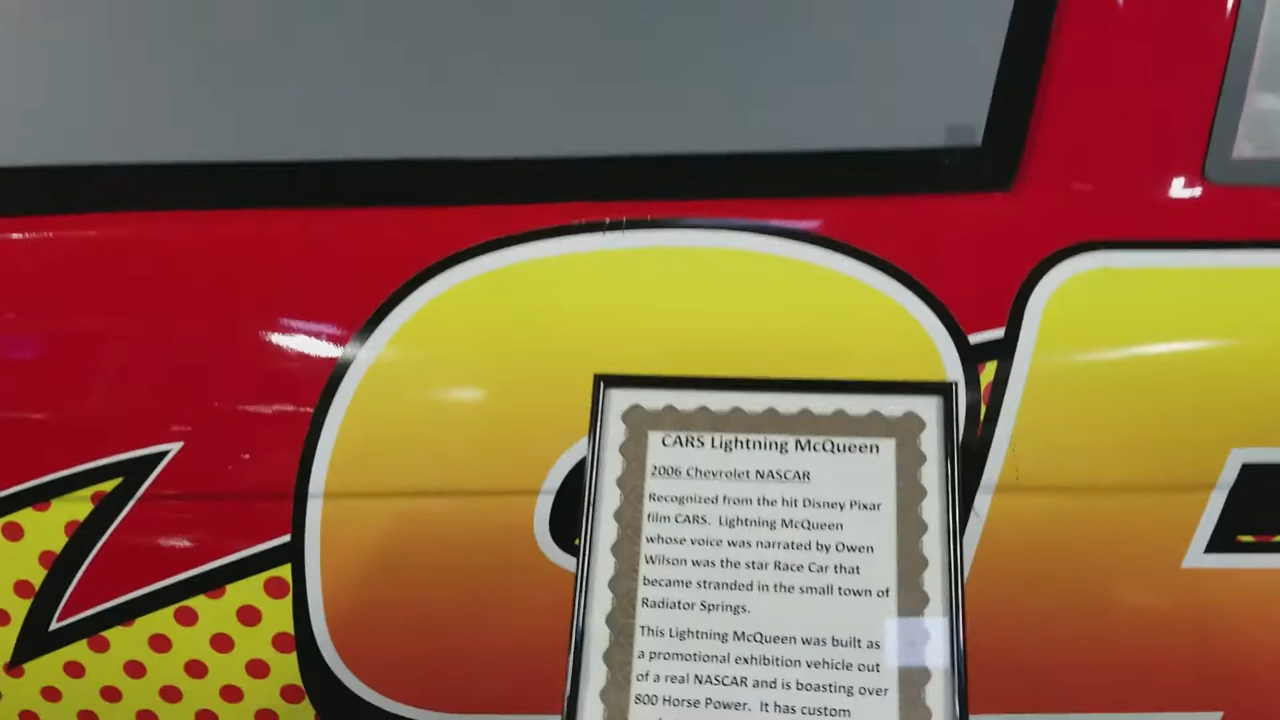 CARS Lightning McQueen
2006 Chevrolet NASCAR
Recognized from the hit Disney Pixar
film CARS. Lightning McQueen
whose voice was narrated by Owen
Wilson was the star Race Car that
became stranded in the small town of
Radiator Springs.
This Lightning McQueen was built as
a promotional exhibition vehicle out
of a real NASCAR and is boasting over
800 Horse Power. It has custom